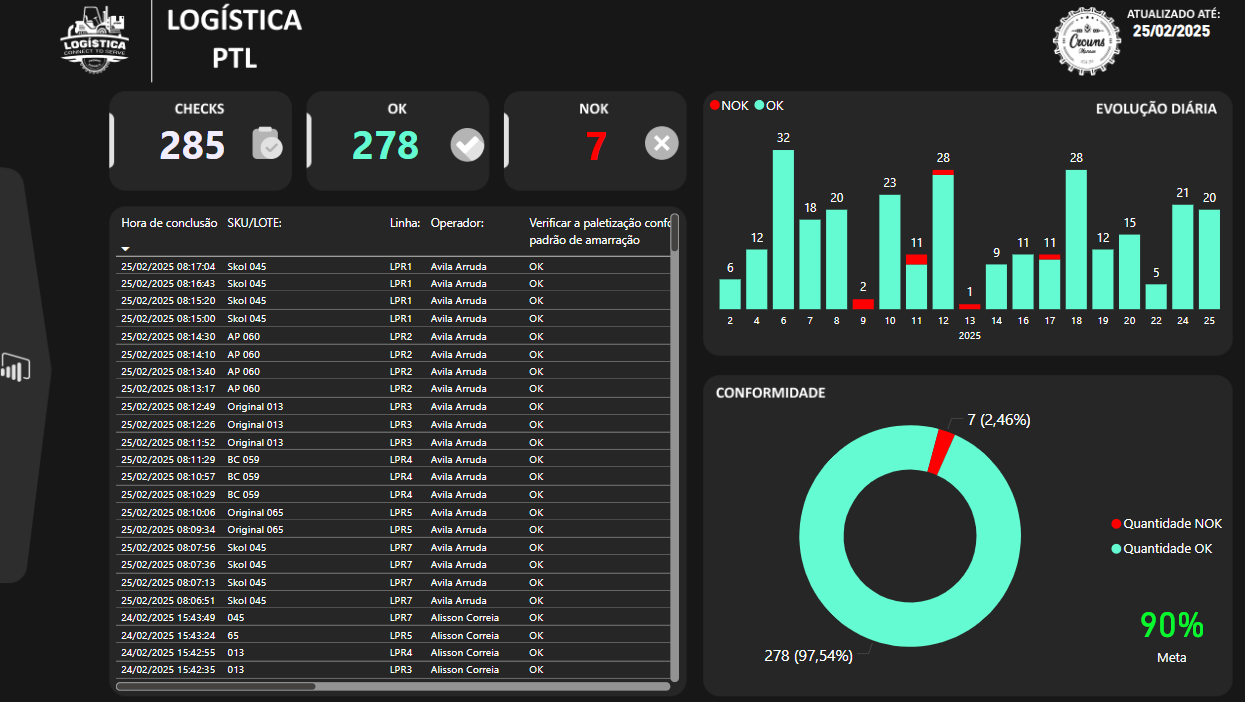 LOGÍSTICA
CONNECT TO SERVE
LOGÍSTICA
PTL
Crowns
ATUALIZADO ATÉ:
25/02/2025
CHECKS
285
OK
278
NOK
7
Hora de conclusão SKU/LOTE: Linha: Operador: Verificar a paletização confo
padrão de amarração
25/02/2025 08:17:04 Skol 045 LPR1 Avila Arruda OK
25/02/2025 08:16:43 Skol 045 LPR1 Avila Arruda OK
25/02/2025 08:15:20 Skol 045 LPR1 Avila Arruda OK
25/02/2025 08:15:00 Skol 045 LPR1 Avila Arruda OK
25/02/2025 08:14:30 AP 060 LPR2 Avila Arruda OK
25/02/2025 08:14:10 AP 060 LPR2 Avila Arruda OK
25/02/2025 08:13:40 AP 060 LPR2 Avila Arruda OK
25/02/2025 08:13:17 AP 060 LPR2 Avila Arruda OK
25/02/2025 08:12:49 Original 013 LPR3 Avila Arruda OK
25/02/2025 08:12:26 Original 013 LPR3 Avila Arruda OK
25/02/2025 08:11:52 Original 013 LPR3 Avila Arruda OK
25/02/2025 08:11:29 BC 059 LPR4 Avila Arruda OK
25/02/2025 08:10:57 BC 059 LPR4 Avila Arruda OK
25/02/2025 08:10:29 BC 059 LPR4 Avila Arruda OK
25/02/2025 08:10:06 Original 065 LPR5 Avila Arruda OK
25/02/2025 08:09:34 Original 065 LPR5 Avila Arruda OK
25/02/2025 08:07:56 Skol 045 LPR7 Avila Arruda OK
25/02/2025 08:07:36 Skol 045 LPR7 Avila Arruda OK
25/02/2025 08:07:13 Skol 045 LPR7 Avila Arruda OK
25/02/2025 08:06:51 Skol 045 LPR7 Avila Arruda OK
24/02/2025 15:43:49 045 LPR7 Alisson Correia OK
24/02/2025 15:43:24 65 LPR5 Alisson Correia OK
24/02/2025 15:42:55 013 LPR4 Alisson Correia OK
24/02/2025 15:42:35 013 LPR3 Alisson Correia OK
NOK OK
EVOLUÇÃO DIÁRIA
6 12 32 18 20 2 23 11 28 1 9 11 11 28 12 15 5 21 20
2 4 6 7 8 9 10 11 12 13 14 16 17 18 19 20 22 24 25
2025
CONFORMIDADE
7 (2,46%)
Quantidade NOK
Quantidade OK
278 (97,54%)
90%
Meta